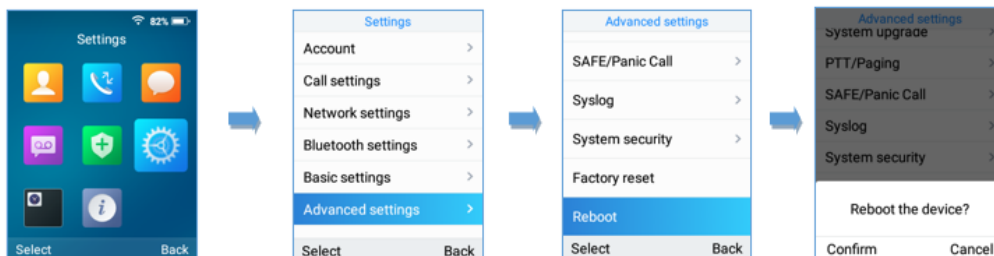 82%
Settings
Select Back
Settings
Account
Call settings
Network settings
Bluetooth settings
Basic settings
Advanced settings
Select Back
Advanced settings
SAFE/Panic Call
Syslog
System security
Factory reset
Reboot
Select Back
Advanced settings
System upgrade
PTT/Paging
SAFE/Panic Call
Syslog
System security
Reboot the device?
Confirm Cancel